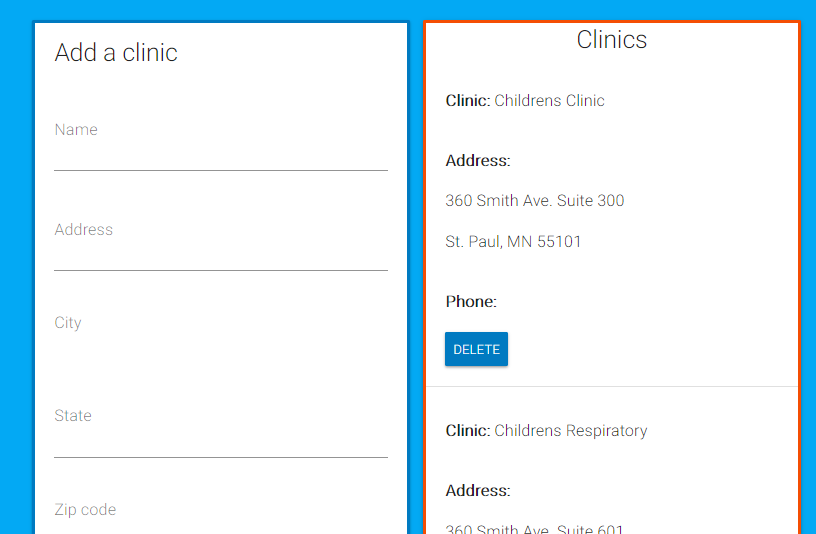 Add a clinic
Name
Address
City
State
Zip code
Clinics
Clinic: Childrens Clinic
Address:
360 Smith Ave. Suite 300
St. Paul, MN 55101
Phone:
DELETE
Clinic: Childrens Respiratory
Address:
360 Smith Ave. Suite 601